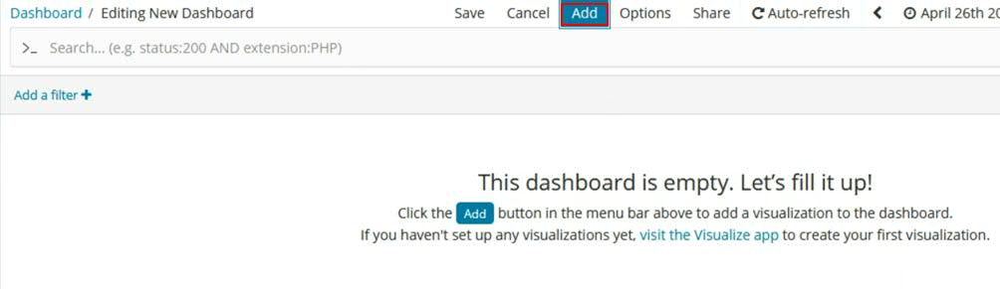 Dashboard / Editing New Dashboard Save Cancel Add Options Share Auto-refresh April 26th
>_ Search... (e.g. status:200 AND extension:PHP)
Add a filter +
This dashboard is empty. Let’s fill it up!
Click the Add button in the menu bar above to add a visualization to the dashboard.
If you haven't set up any visualizations yet, visit the Visualize app to create your first visualization.